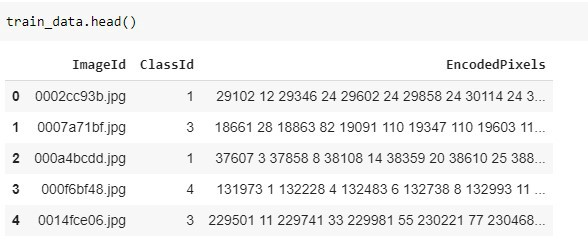 train_data.head()
ImageId ClassId EncodedPixels
0 0002cc93b.jpg 1 29102 12 29346 24 29602 24 29858 24 30114 24 3...
1 0007a71bf.jpg 3 18661 28 18863 82 19091 110 19347 110 19603 11...
2 000a4bcdd.jpg 1 37607 3 37858 8 38108 14 38359 20 38610 25 388...
3 000f6bf48.jpg 4 131973 1 132228 4 132483 6 132738 8 132993 11 ...
4 0014fce06.jpg 3 229501 11 229741 33 229981 55 230221 77 230468...